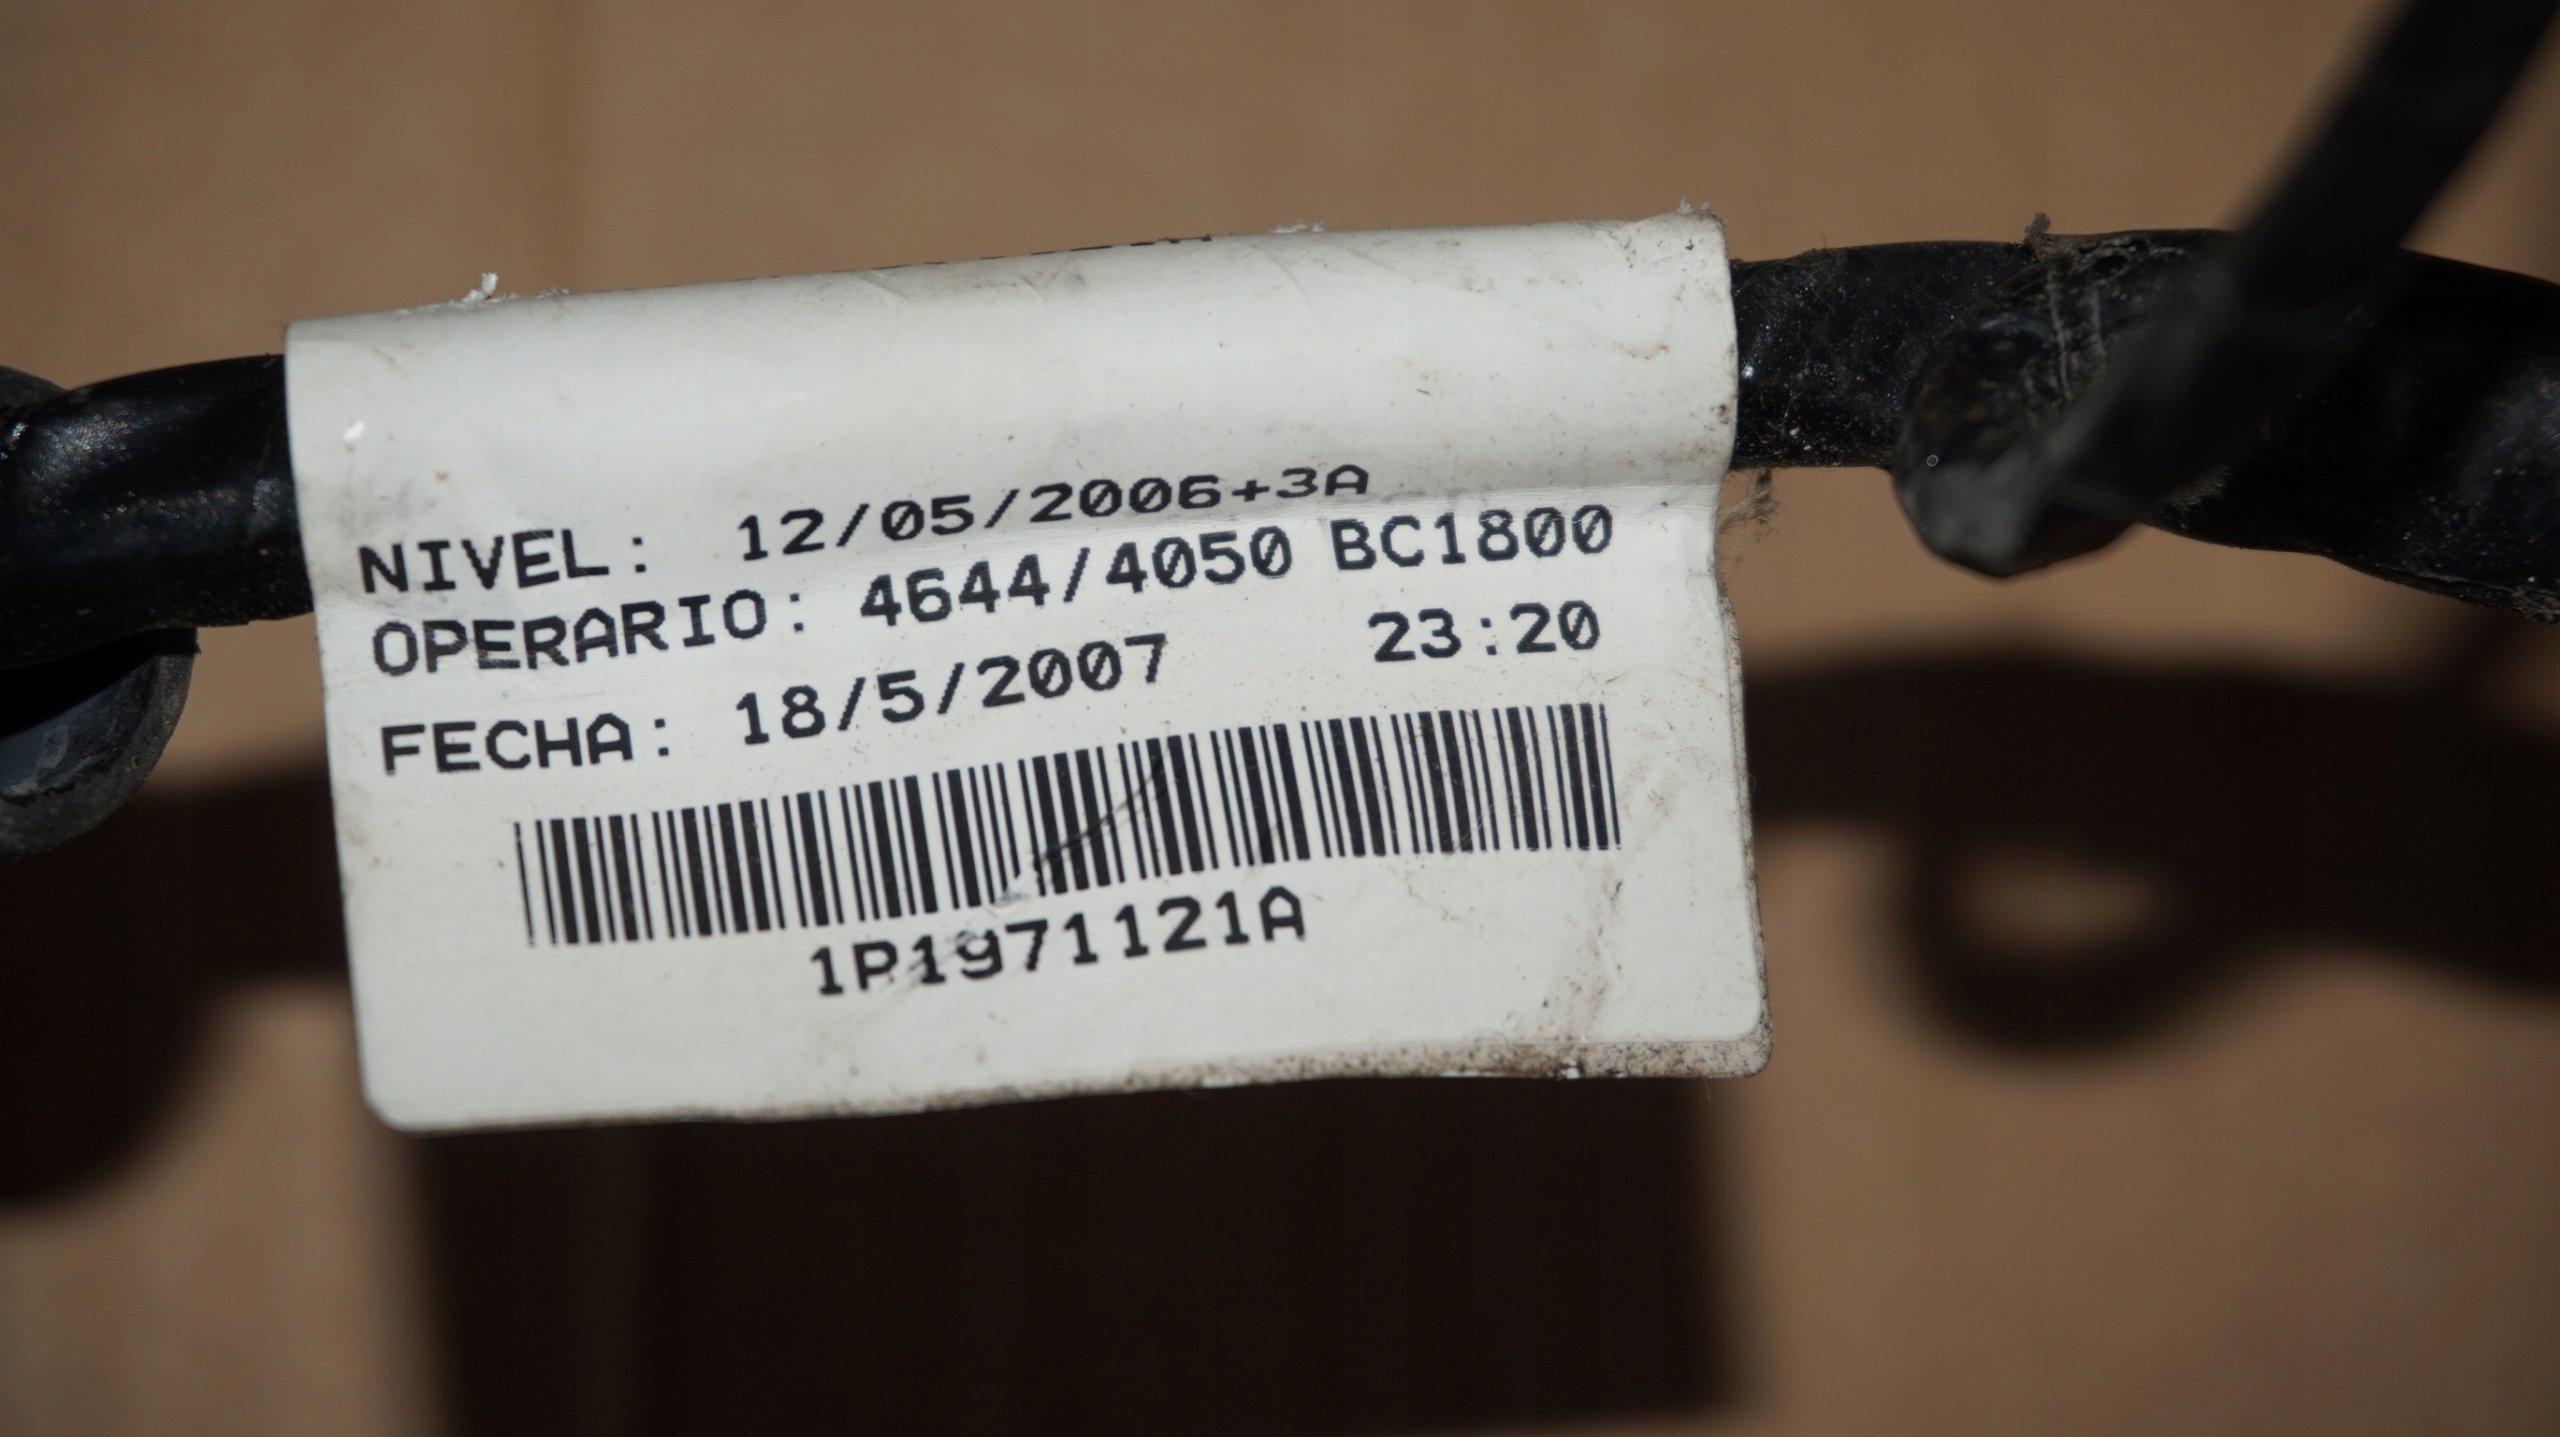 NIVEL: 12/05/2006+3A
OPERARIO: 4644/4050 BC1800
FECHA: 18/5/2007 23:20
1P1971121A